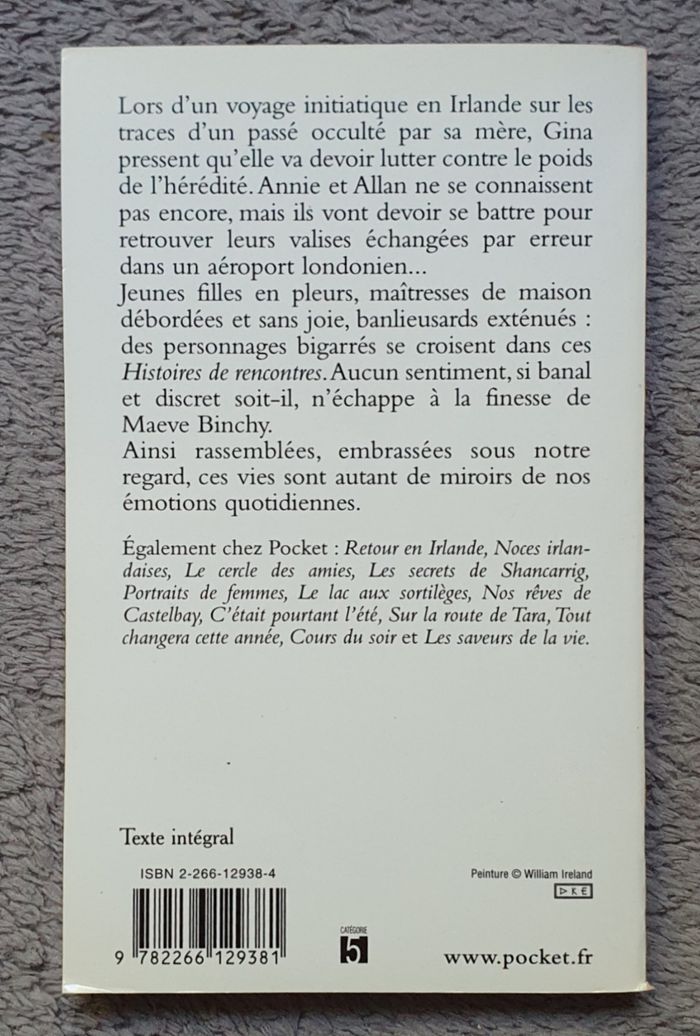 Lors d'un voyage initiatique en Irlande sur les
traces d'un passé occulté par sa mère, Gina
pressent qu'elle va devoir lutter contre le poids
de l'hérédité. Annie et Allan ne se connaissent
pas encore, mais ils vont devoir se battre pour
retrouver leurs valises échangées par erreur
dans un aéroport londonien...
Jeunes filles en pleurs, maîtresses de maison
débordées et sans joie, banlieusards exténués :
des personnages bigarrés se croisent dans ces
Histoires de rencontres. Aucun sentiment, si banal
et discret soit-il, n'échappe à la finesse de
Maeve Binchy.
Ainsi rassemblées, embrassées sous notre
regard, ces vies sont autant de miroirs de nos
émotions quotidiennes.
Également chez Pocket : Retour en Irlande, Noces irlan-
daises, Le cercle des amies, Les secrets de Shancarrig,
Portraits de femmes, Le lac aux sortilèges, Nos rêves de
Castelbay, C'était pourtant l'été, Sur la route de Tara, Tout
changera cette année, Cours du soir et Les saveurs de la vie.
Texte intégral
ISBN 2-266-12938-4
Peinture © William Ireland
DKE
9 782266 129381
CATÉGORIE
5
www.pocket.fr